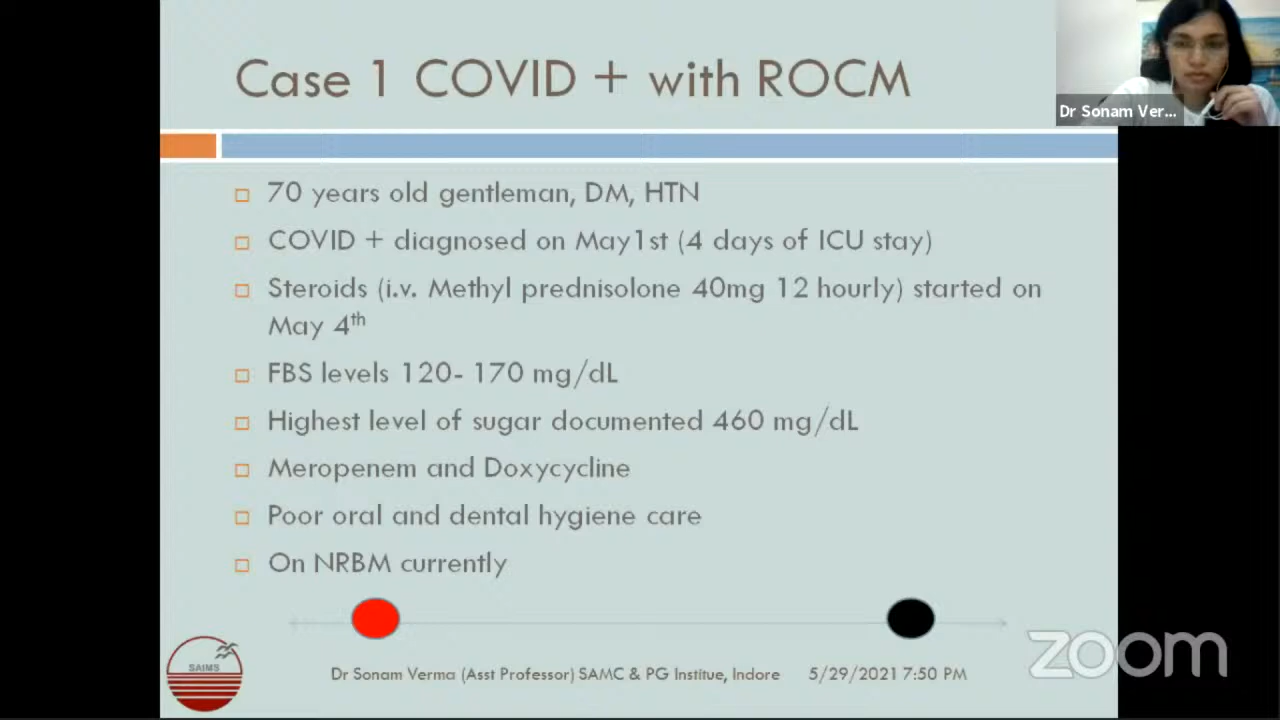 Case 1 COVID + with ROCM
Dr Sonam Ver...
70 years old gentleman, DM, HTN
COVID + diagnosed on May1st (4 days of ICU stay)
Steroids (i.v. Methyl prednisolone 40mg 12 hourly) started on
May 4th
FBS levels 120- 170 mg/dL
Highest level of sugar documented 460 mg/dL
Meropenem and Doxycycline
Poor oral and dental hygiene care
On NRBM currently
SAIMS
Dr Sonam Verma (Asst Professor) SAMC & PG Institue, Indore 5/29/2021 7:50 PM
zoom